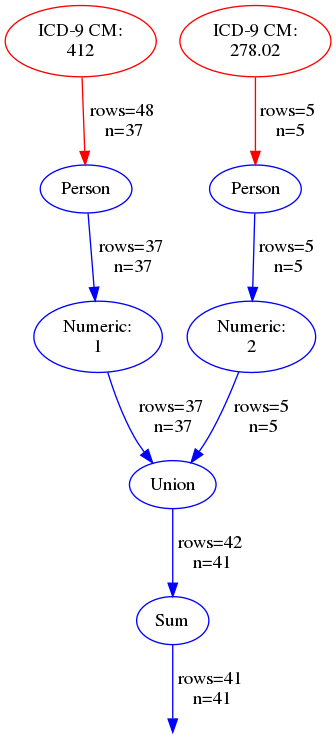 ICD-9 CM:
412
ICD-9 CM:
278.02
rows=48
n=37
rows=5
n=5
Person
Person
rows=37
n=37
rows=5
n=5
Numeric:
1
Numeric:
2
rows=37
n=37
rows=5
n=5
Union
rows=42
n=41
Sum
rows=41
n=41